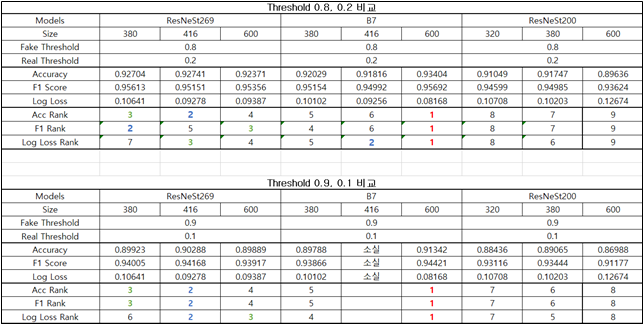 Threshold 0.8, 0.2 비교
Models ResNeSt269 B7 ResNeSt200
Size 380 416 600 380 416 600 320 380 600
Fake Threshold 0.8 0.8 0.8
Real Threshold 0.2 0.2 0.2
Accuracy 0.92704 0.92741 0.92371 0.92029 0.91816 0.93404 0.91049 0.91747 0.89636
F1 Score 0.95613 0.95151 0.95356 0.95154 0.94992 0.95692 0.94599 0.94985 0.93624
Log Loss 0.10641 0.09278 0.09387 0.10102 0.09256 0.08168 0.10708 0.10203 0.12674
Acc Rank 3 2 4 5 6 1 8 7 9
F1 Rank 2 5 3 4 6 1 8 7 9
Log Loss Rank 7 3 4 5 2 1 8 6 9
Threshold 0.9, 0.1 비교
Models ResNeSt269 B7 ResNeSt200
Size 380 416 600 380 416 600 320 380 600
Fake Threshold 0.9 0.9 0.9
Real Threshold 0.1 0.1 0.1
Accuracy 0.89923 0.90288 0.89889 0.89788 소실 0.91342 0.88436 0.89065 0.86988
F1 Score 0.94005 0.94168 0.93917 0.93866 소실 0.94421 0.93116 0.93444 0.91177
Log Loss 0.10641 0.09278 0.09387 0.10102 소실 0.08168 0.10708 0.10203 0.12674
Acc Rank 3 2 4 5 1 7 6 8
F1 Rank 3 2 4 5 1 7 6 8
Log Loss Rank 6 2 3 4 1 7 5 8